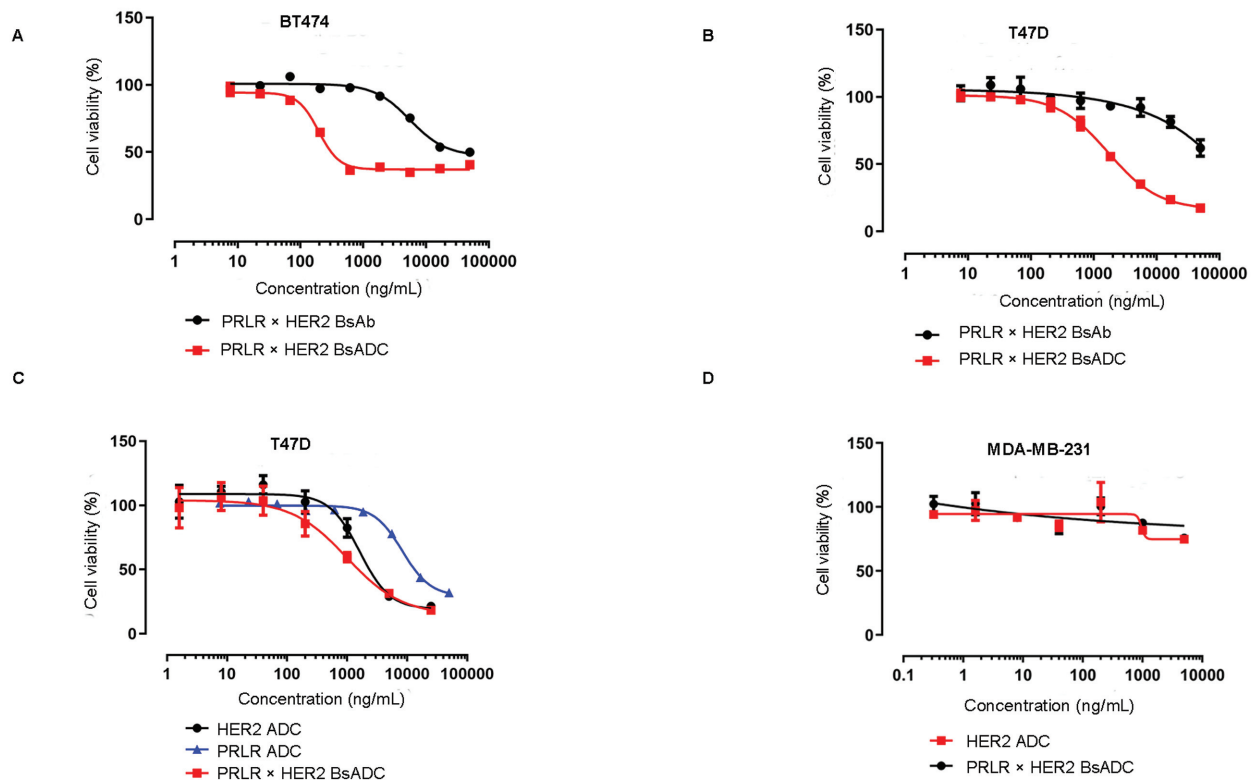 A
BT474
150
100
50
0
Cell viability (%)
1 10 100 1000 10000 100000
Concentration (ng/mL)
PRLR × HER2 BsAb
PRLR × HER2 BsADC
B
T47D
150
100
50
0
Cell viability (%)
1 10 100 1000 10000 100000
Concentration (ng/mL)
PRLR × HER2 BsAb
PRLR × HER2 BsADC
C
T47D
150
100
50
0
Cell viability (%)
1 10 100 1000 10000 100000
Concentration (ng/mL)
HER2 ADC
PRLR ADC
PRLR × HER2 BsADC
D
MDA-MB-231
150
100
50
0
Cell viability (%)
0.1 1 10 100 1000 10000
Concentration (ng/mL)
HER2 ADC
PRLR × HER2 BsADC